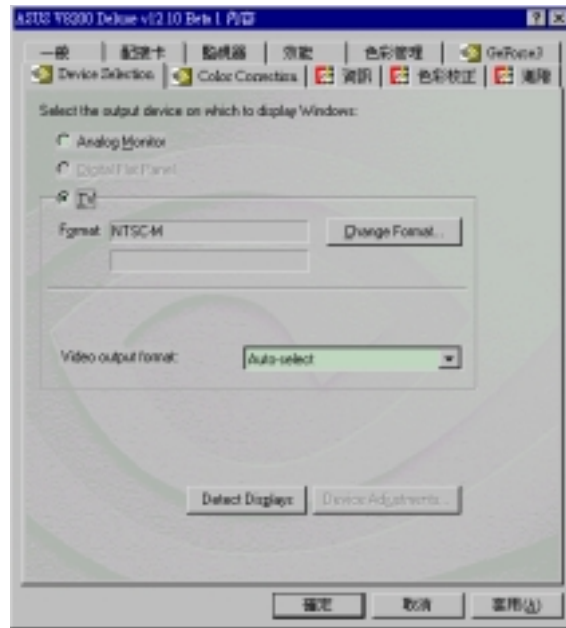 ASUS V8200 Deluxe v12.10 Beta 1 內容
一般 配接卡 監視器 效能 色彩管理 GeForce3
Device Selection Color Correction 資訊 色彩校正 進階
Select the output device on which to display Windows:
Analog Monitor
Digital Flat Panel
TV
Format: NTSC-M Change Format...
Video output format: Auto-select
Detect Displays Device Adjustments...
確定 取消 套用(A)